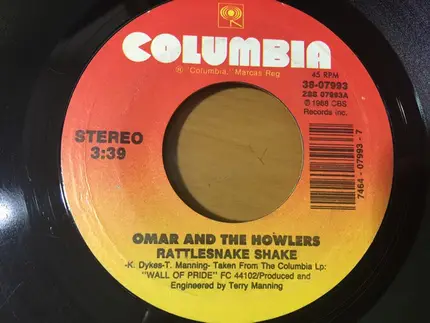 COLUMBIA
® "Columbia," Marcas Reg
45 RPM
38-07993
ZSS 07993A
℗ 1988 CBS
Records Inc.
STEREO
3:39
7464-07993-7
OMAR AND THE HOWLERS
RATTLESNAKE SHAKE
-K. Dykes-T. Manning- Taken From The Columbia Lp:
"WALL OF PRIDE" FC 44102/Produced and
Engineered by Terry Manning